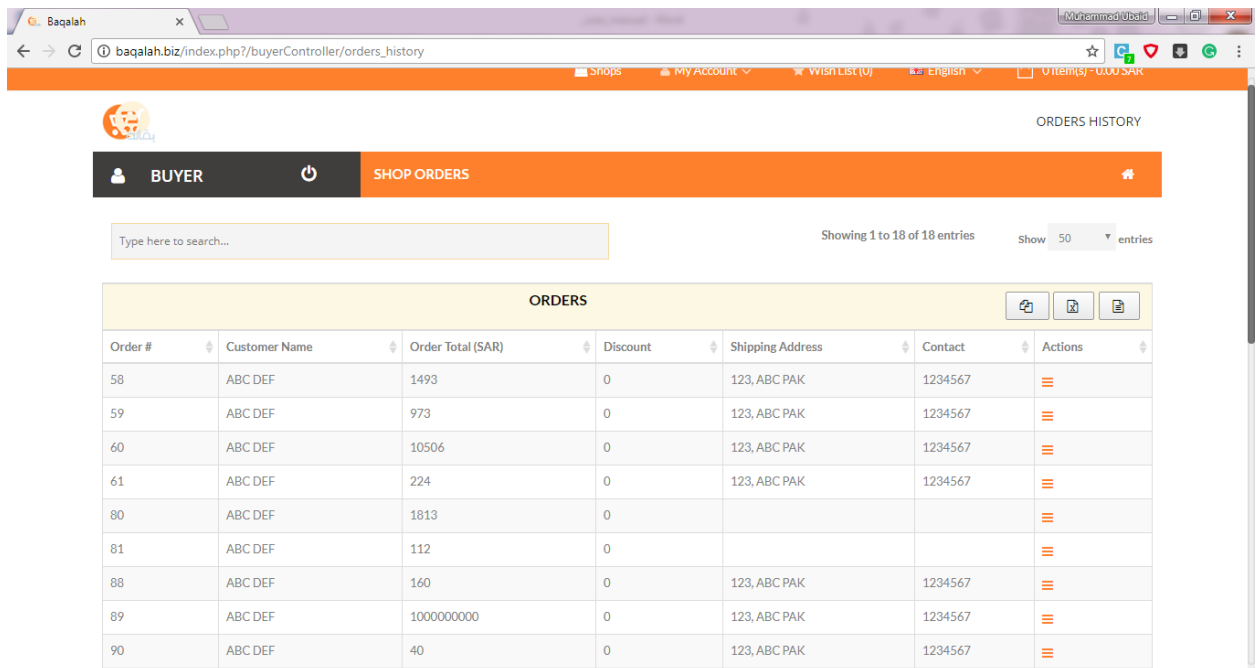 Baqalah
Muhammad Ubaid
baqalah.biz/index.php?/buyerController/orders_history
Shops My Account Wish List (0) English 0 item(s) - 0.00 SAR
بقالة
ORDERS HISTORY
BUYER SHOP ORDERS
Type here to search... Showing 1 to 18 of 18 entries Show 50 entries
ORDERS
Order # Customer Name Order Total (SAR) Discount Shipping Address Contact Actions
58 ABC DEF 1493 0 123, ABC PAK 1234567
59 ABC DEF 973 0 123, ABC PAK 1234567
60 ABC DEF 10506 0 123, ABC PAK 1234567
61 ABC DEF 224 0 123, ABC PAK 1234567
80 ABC DEF 1813 0
81 ABC DEF 112 0
88 ABC DEF 160 0 123, ABC PAK 1234567
89 ABC DEF 1000000000 0 123, ABC PAK 1234567
90 ABC DEF 40 0 123, ABC PAK 1234567